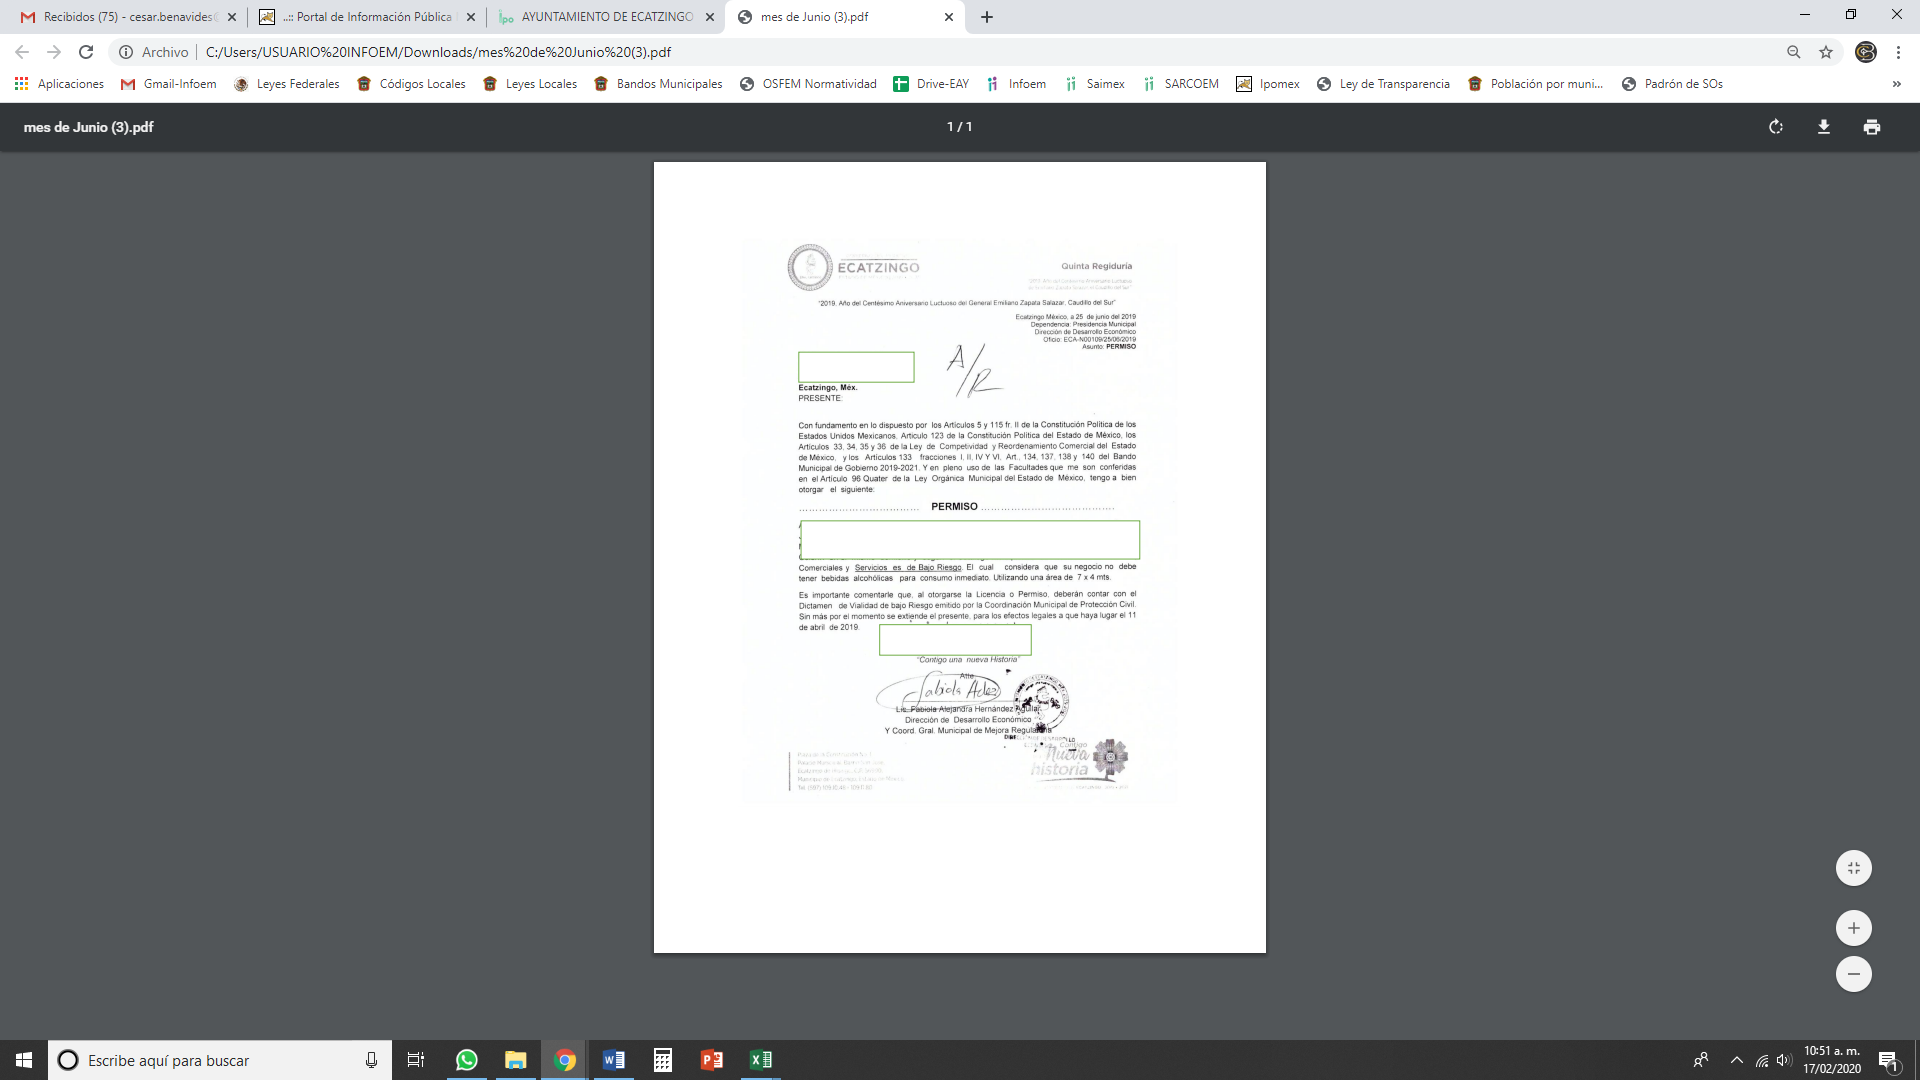 Recibidos (75) - cesar.benavides@
..:: Portal de Información Pública
AYUNTAMIENTO DE ECATZINGO
mes de Junio (3).pdf
Archivo
C:/Users/USUARIO%20INFOEM/Downloads/mes%20de%20Junio%20(3).pdf
Aplicaciones
Gmail-Infoem
Leyes Federales
Códigos Locales
Leyes Locales
Bandos Municipales
OSFEM Normatividad
Drive-EAY
Infoem
Saimex
SARCOEM
Ipomex
Ley de Transparencia
Población por muni...
Padrón de SOs
»
mes de Junio (3).pdf
1 / 1
ECATZINGO
Quinta Regiduría
"2019. Año del Centésimo Aniversario Luctuoso del General Emiliano Zapata Salazar. Caudillo del Sur"
Ecatzingo México, a 25 de junio del 2019
Dependencia: Presidencia Municipal
Dirección de Desarrollo Económico
Oficio: ECA-N00109/25/06/2019
Asunto: PERMISO
A/R
Ecatzingo, Méx.
PRESENTE:
Con fundamento en lo dispuesto por los Artículos 5 y 115 fr. II de la Constitución Política de los
Estados Unidos Mexicanos, Articulo 123 de la Constitución Política del Estado de México, los
Artículos 33, 34, 35 y 36 de la Ley de Competividad y Reordenamiento Comercial del Estado
de México, y los Artículos 133 fracciones I, II, IV Y VI, Art., 134, 137, 138 y 140 del Bando
Municipal de Gobierno 2019-2021. Y en pleno uso de las Facultades que me son conferidas
en el Artículo 96 Quater de la Ley Orgánica Municipal del Estado de México, tengo a bien
otorgar el siguiente:
.................................. PERMISO ......................................
Comerciales y Servicios es de Bajo Riesgo. El cual considera que su negocio no debe
tener bebidas alcohólicas para consumo inmediato. Utilizando una área de 7 x 4 mts.
Es importante comentarle que, al otorgarse la Licencia o Permiso, deberán contar con el
Dictamen de Vialidad de bajo Riesgo emitido por la Coordinación Municipal de Protección Civil.
Sin más por el momento se extiende el presente, para los efectos legales a que haya lugar el 11
de abril de 2019.
"Contigo una nueva Historia"
Atte.
Lic. Fabiola Alejandra Hernández Aguilar
Dirección de Desarrollo Económico
Y Coord. Gral. Municipal de Mejora Regulatoria
Contigo
Nueva
historia
Escribe aquí para buscar
10:51 a. m.
17/02/2020
1